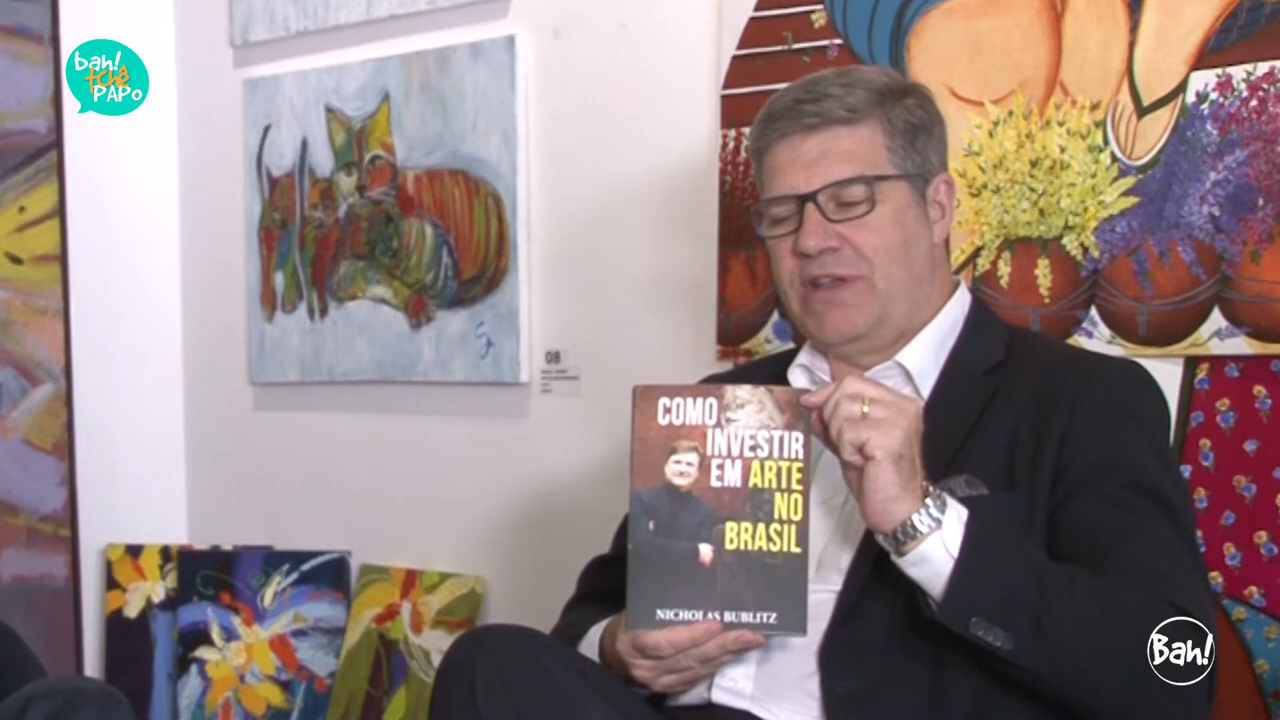 bah!
tchê
PAPO
08
COMO
INVESTIR
EM ARTE
NO
BRASIL
NICHOLAS BUBLITZ
Bah!